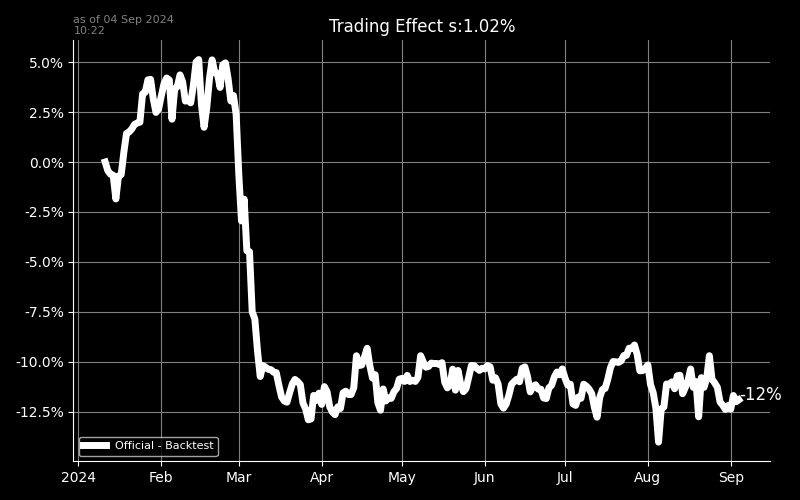 as of 04 Sep 2024
10:22
Trading Effect s:1.02%
5.0%
2.5%
0.0%
-2.5%
-5.0%
-7.5%
-10.0%
-12.5%
-12%
Official - Backtest
2024 Feb Mar Apr May Jun Jul Aug Sep